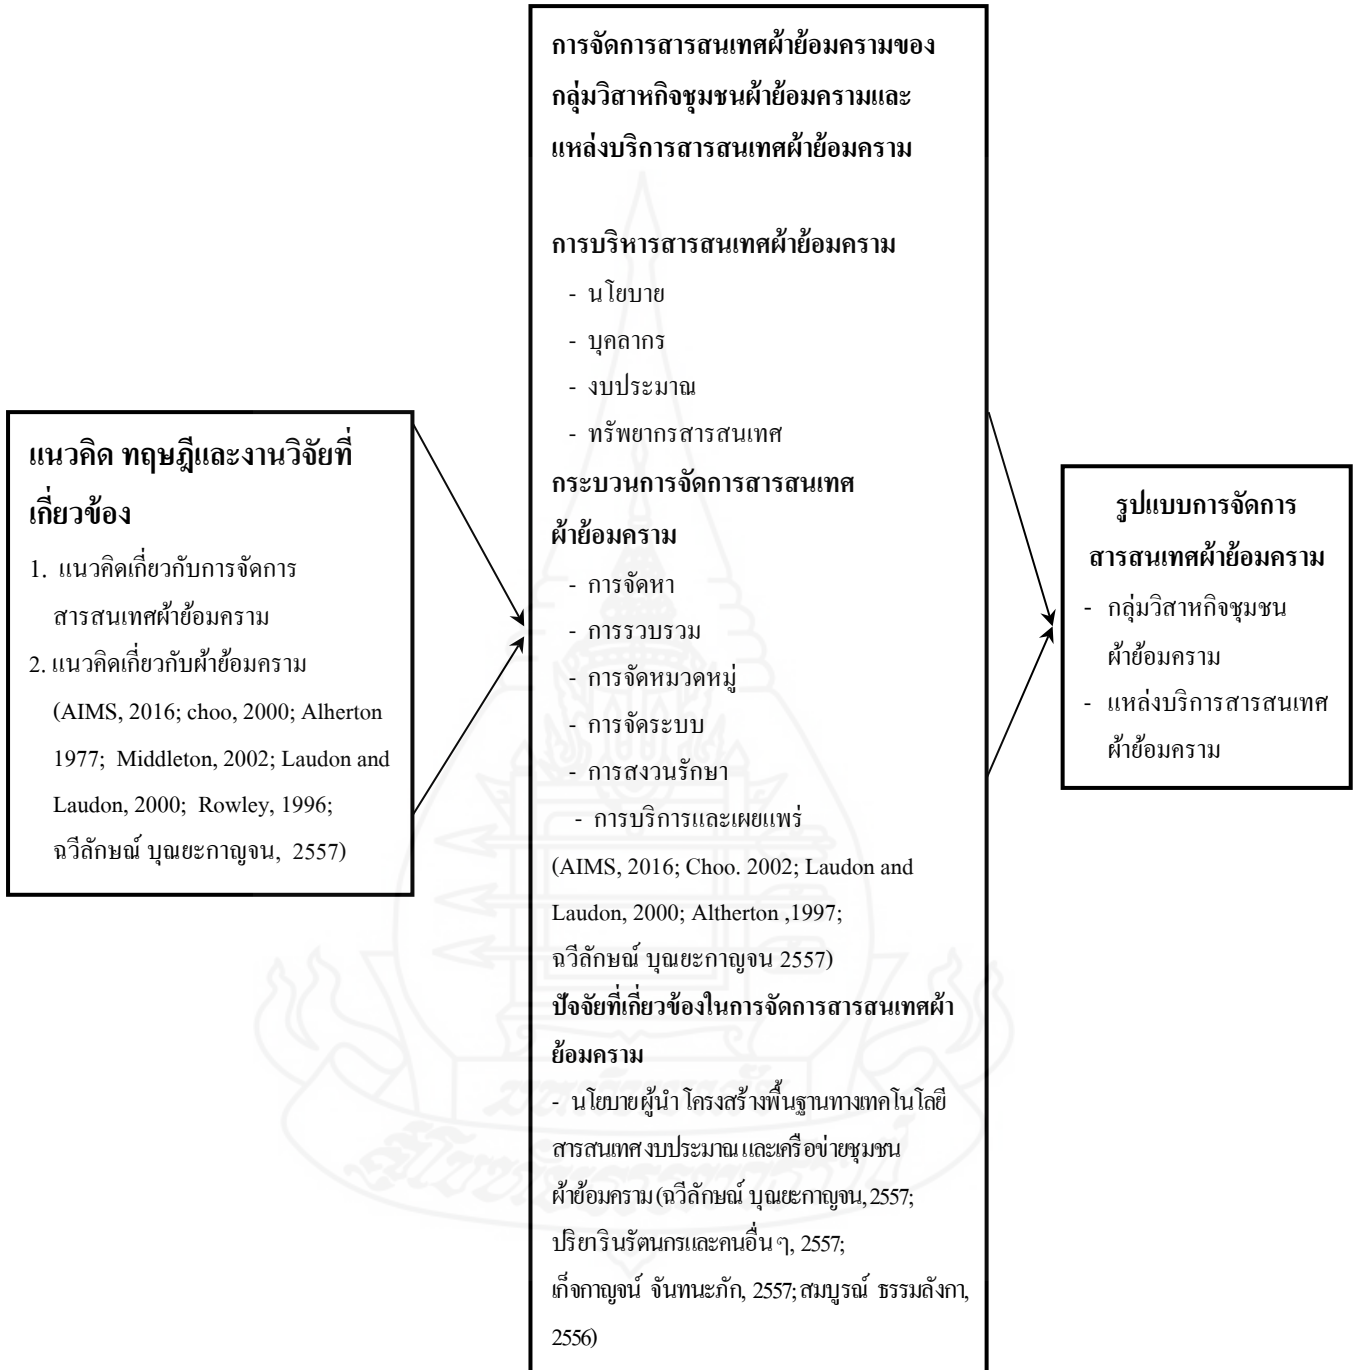 แนวคิด ทฤษฎีและงานวิจัยที่
เกี่ยวข้อง
1. แนวคิดเกี่ยวกับการจัดการ
สารสนเทศผ้าย้อมคราม
2. แนวคิดเกี่ยวกับผ้าย้อมคราม
(AIMS, 2016; choo, 2000; Alherton
1977; Middleton, 2002; Laudon and
Laudon, 2000; Rowley, 1996;
ฉวีลักษณ์ บุณยะกาญจน, 2557)
การจัดการสารสนเทศผ้าย้อมครามของ
กลุ่มวิสาหกิจชุมชนผ้าย้อมครามและ
แหล่งบริการสารสนเทศผ้าย้อมคราม
การบริหารสารสนเทศผ้าย้อมคราม
- นโยบาย
- บุคลากร
- งบประมาณ
- ทรัพยากรสารสนเทศ
กระบวนการจัดการสารสนเทศ
ผ้าย้อมคราม
- การจัดหา
- การรวบรวม
- การจัดหมวดหมู่
- การจัดระบบ
- การสงวนรักษา
- การบริการและเผยแพร่
(AIMS, 2016; Choo. 2002; Laudon and
Laudon, 2000; Altherton ,1997;
ฉวีลักษณ์ บุณยะกาญจน 2557)
ปัจจัยที่เกี่ยวข้องในการจัดการสารสนเทศผ้า
ย้อมคราม
- นโยบายผู้นำ โครงสร้างพื้นฐานทางเทคโนโลยี
สารสนเทศ งบประมาณ และเครือข่ายชุมชน
ผ้าย้อมคราม (ฉวีลักษณ์ บุณยะกาญจน, 2557;
ปริยารินรัตนกรและคนอื่น ๆ, 2557;
เก็จกาญจน์ จันทนะภัก, 2557; สมบูรณ์ ธรรมลังกา,
2556)
รูปแบบการจัดการ
สารสนเทศผ้าย้อมคราม
- กลุ่มวิสาหกิจชุมชน
ผ้าย้อมคราม
- แหล่งบริการสารสนเทศ
ผ้าย้อมคราม